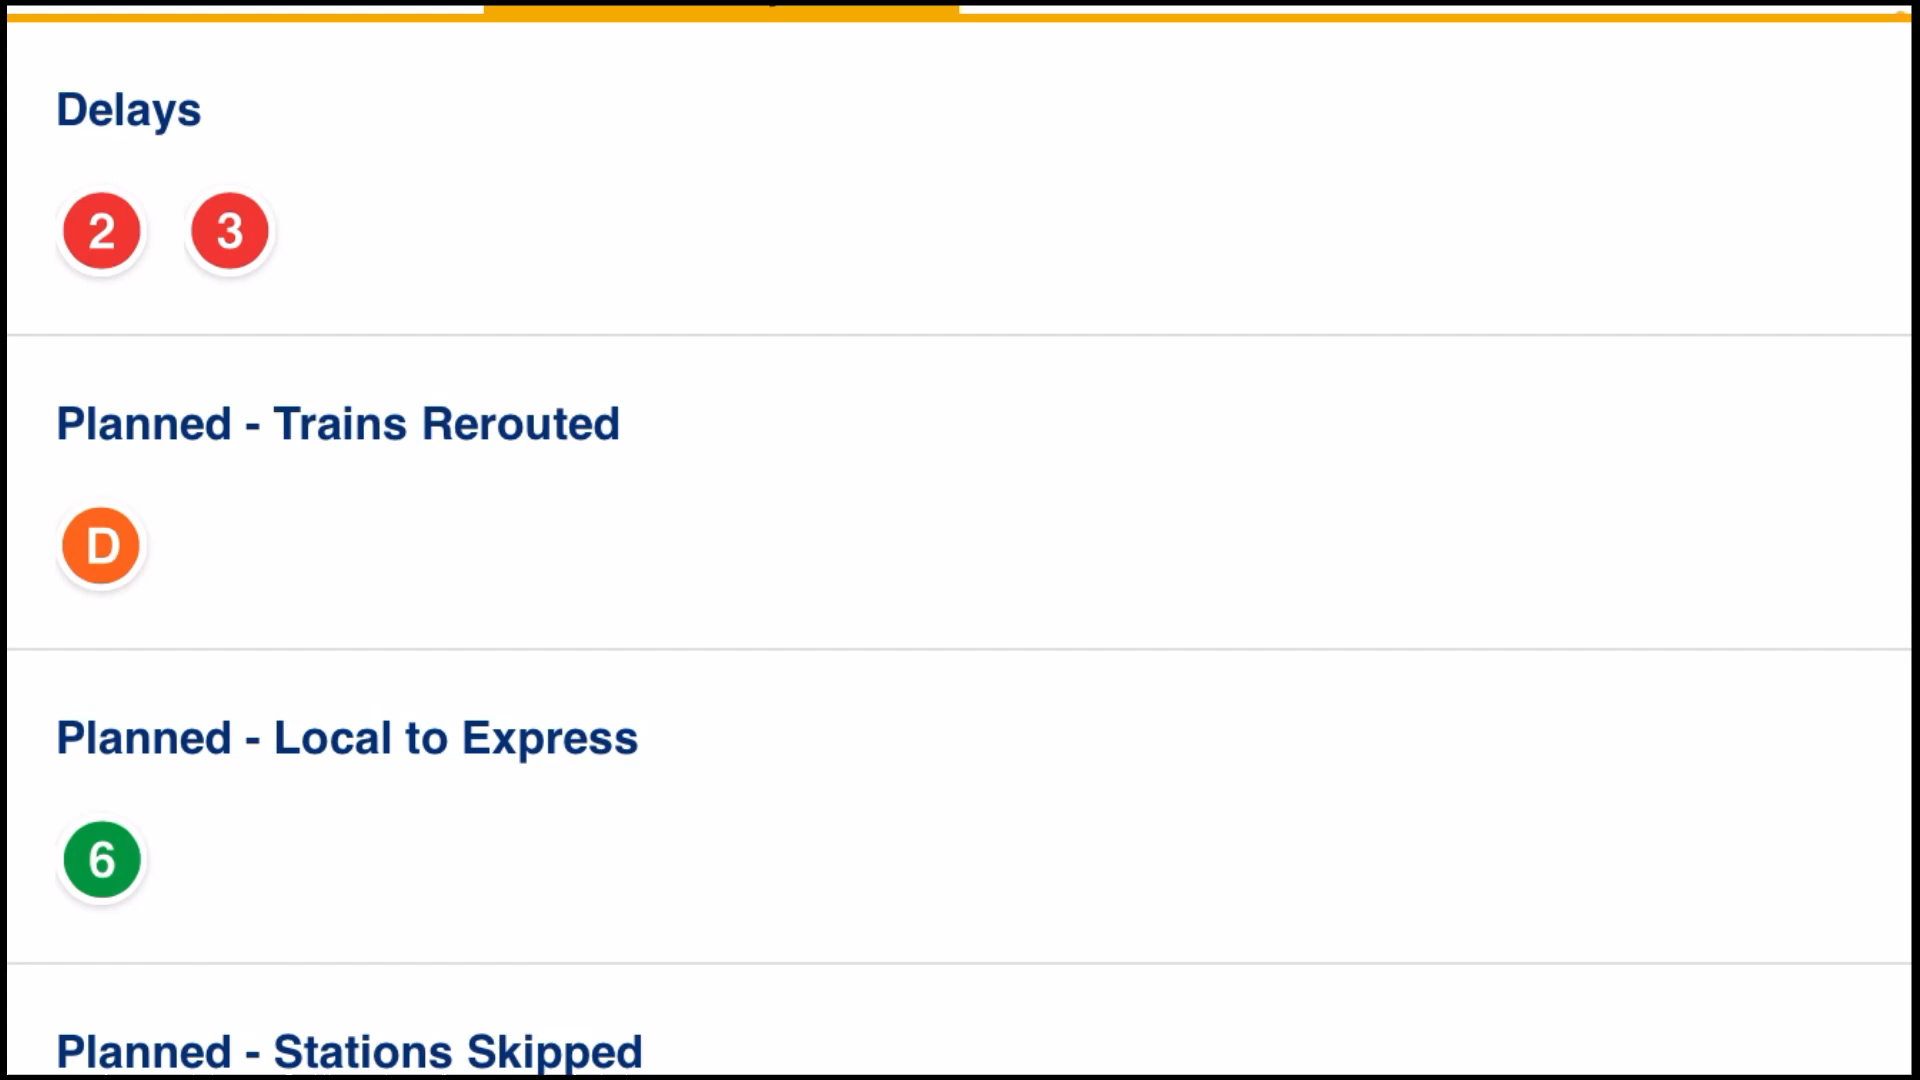 Delays
2 3
Planned - Trains Rerouted
D
Planned - Local to Express
6
Planned - Stations Skipped